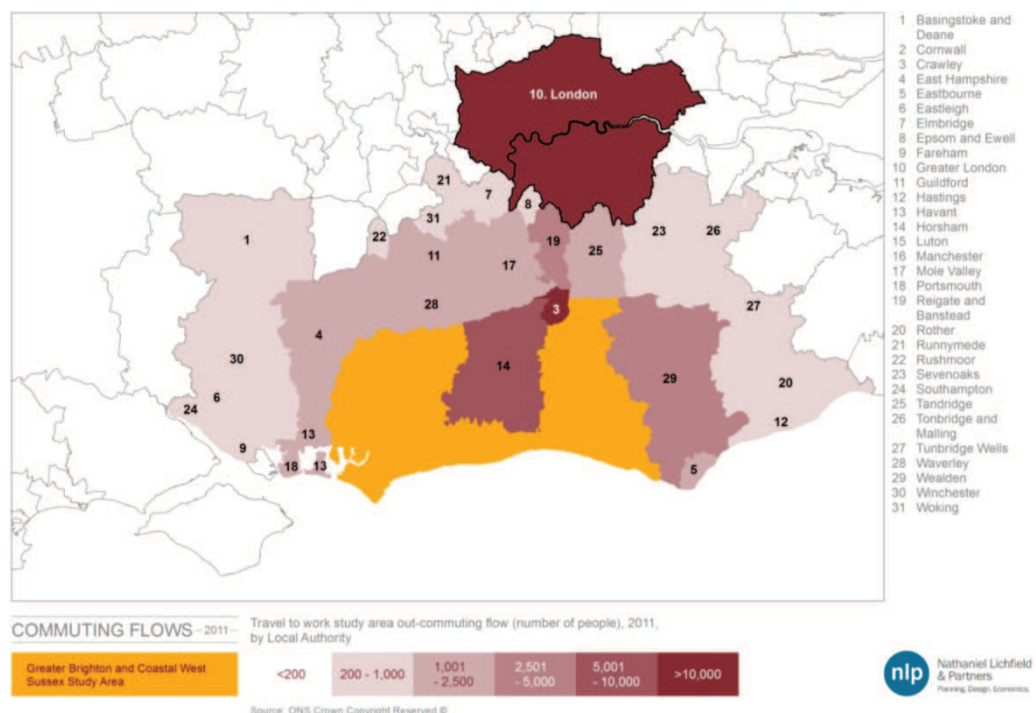 10. London
21
7
8
31
22
1
11
17
19
25
23
26
3
27
28
4
30
14
29
20
6
24
12
13
9
18
13
5
1 Basingstoke and
Deane
2 Cornwall
3 Crawley
4 East Hampshire
5 Eastbourne
6 Eastleigh
7 Elmbridge
8 Epsom and Ewell
9 Fareham
10 Greater London
11 Guildford
12 Hastings
13 Havant
14 Horsham
15 Luton
16 Manchester
17 Mole Valley
18 Portsmouth
19 Reigate and
Banstead
20 Rother
21 Runnymede
22 Rushmoor
23 Sevenoaks
24 Southampton
25 Tandridge
26 Tonbridge and
Malling
27 Tunbridge Wells
28 Waverley
29 Wealden
30 Winchester
31 Woking
COMMUTING FLOWS - 2011 -
Travel to work study area out-commuting flow (number of people), 2011,
by Local Authority
Greater Brighton and Coastal West
Sussex Study Area
<200
200 - 1,000
1,001
- 2,500
2,501
- 5,000
5,001
- 10,000
>10,000
Source: ONS Crown Copyright Reserved ©
nlp
Nathaniel Lichfield
& Partners
Planning. Design. Economics.